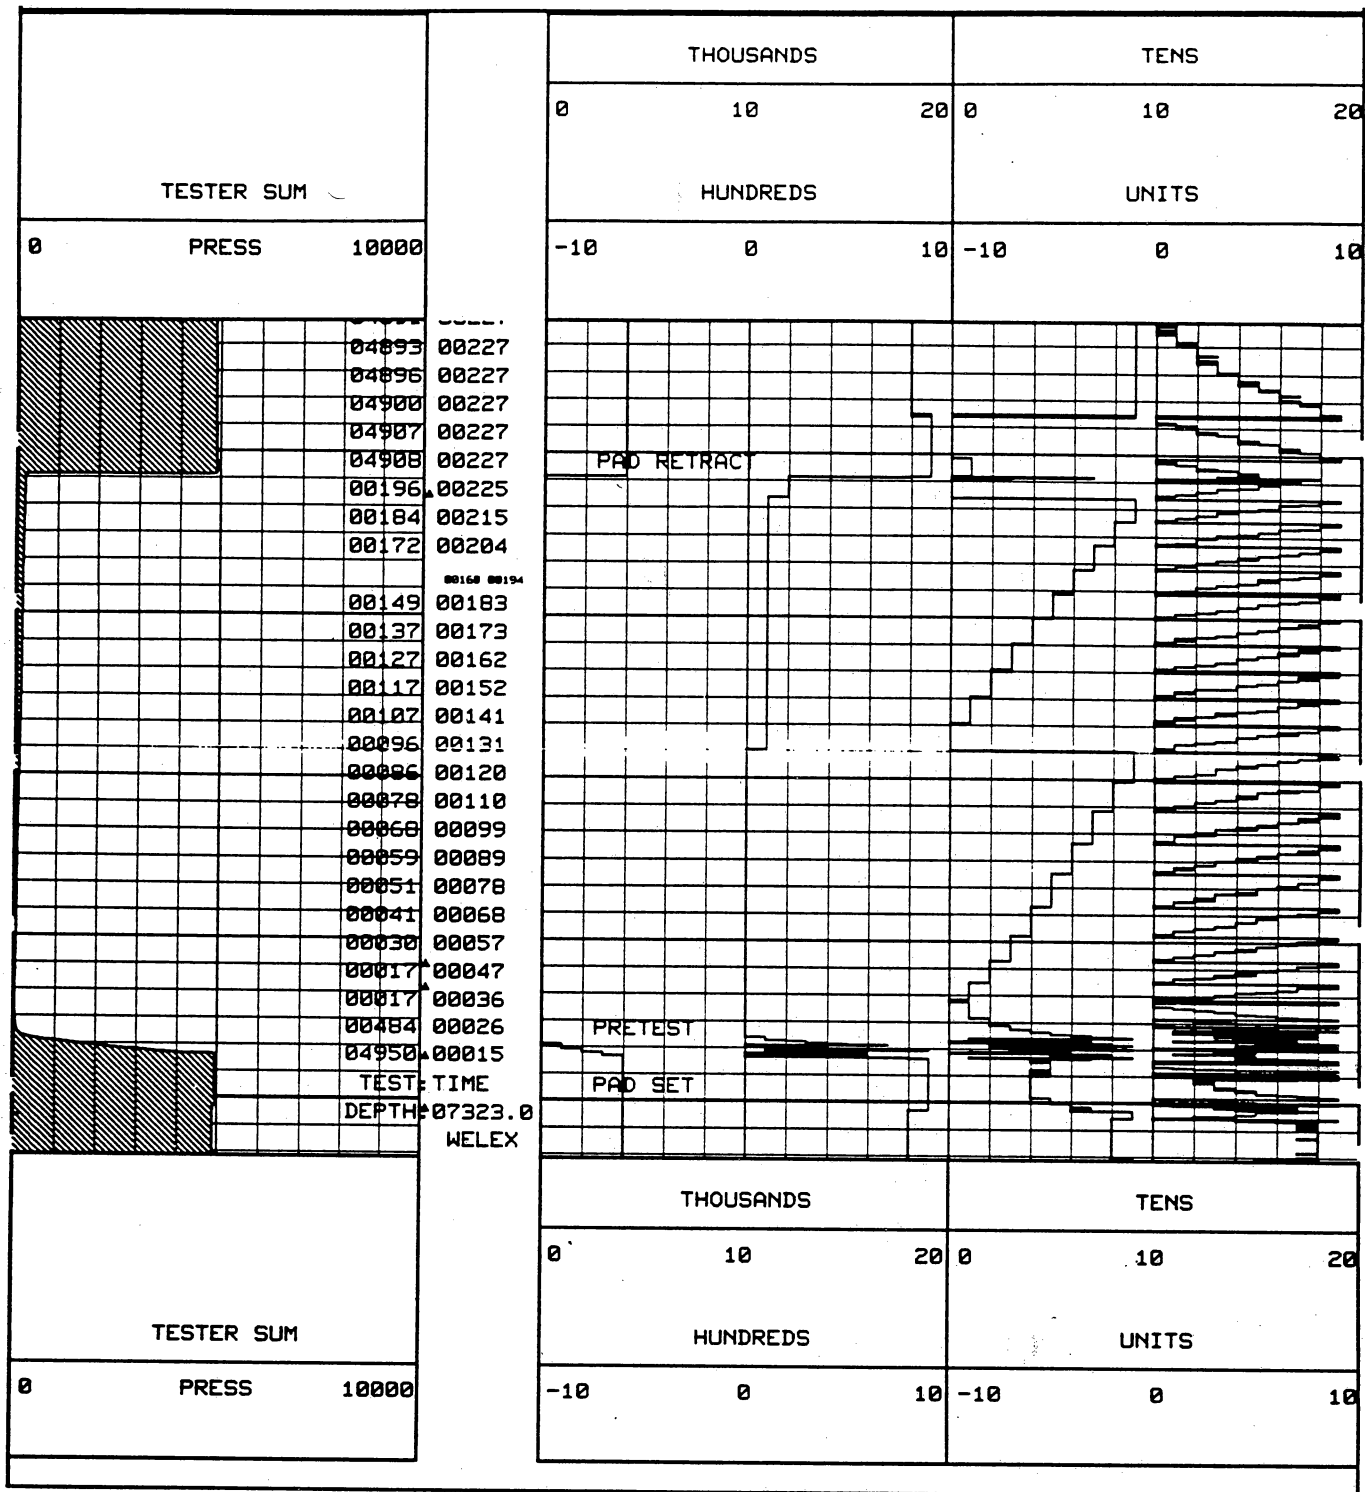 THOUSANDS TENS
0 10 20 0 10 20
TESTER SUM HUNDREDS UNITS
0 PRESS 10000 -10 0 10 -10 0 10
04893 00227
04896 00227
04900 00227
04907 00227
04908 00227 PAD RETRACT
00196 00225
00184 00215
00172 00204
00160 00194
00149 00183
00137 00173
00127 00162
00117 00152
00107 00141
00096 00131
00086 00120
00078 00110
00068 00099
00059 00089
00051 00078
00041 00068
00030 00057
00017 00047
00017 00036
00484 00026 PRETEST
04950 00015
TEST:TIME PAD SET
DEPTH:07323.0
WELEX
THOUSANDS TENS
0 10 20 0 10 20
TESTER SUM HUNDREDS UNITS
0 PRESS 10000 -10 0 10 -10 0 10